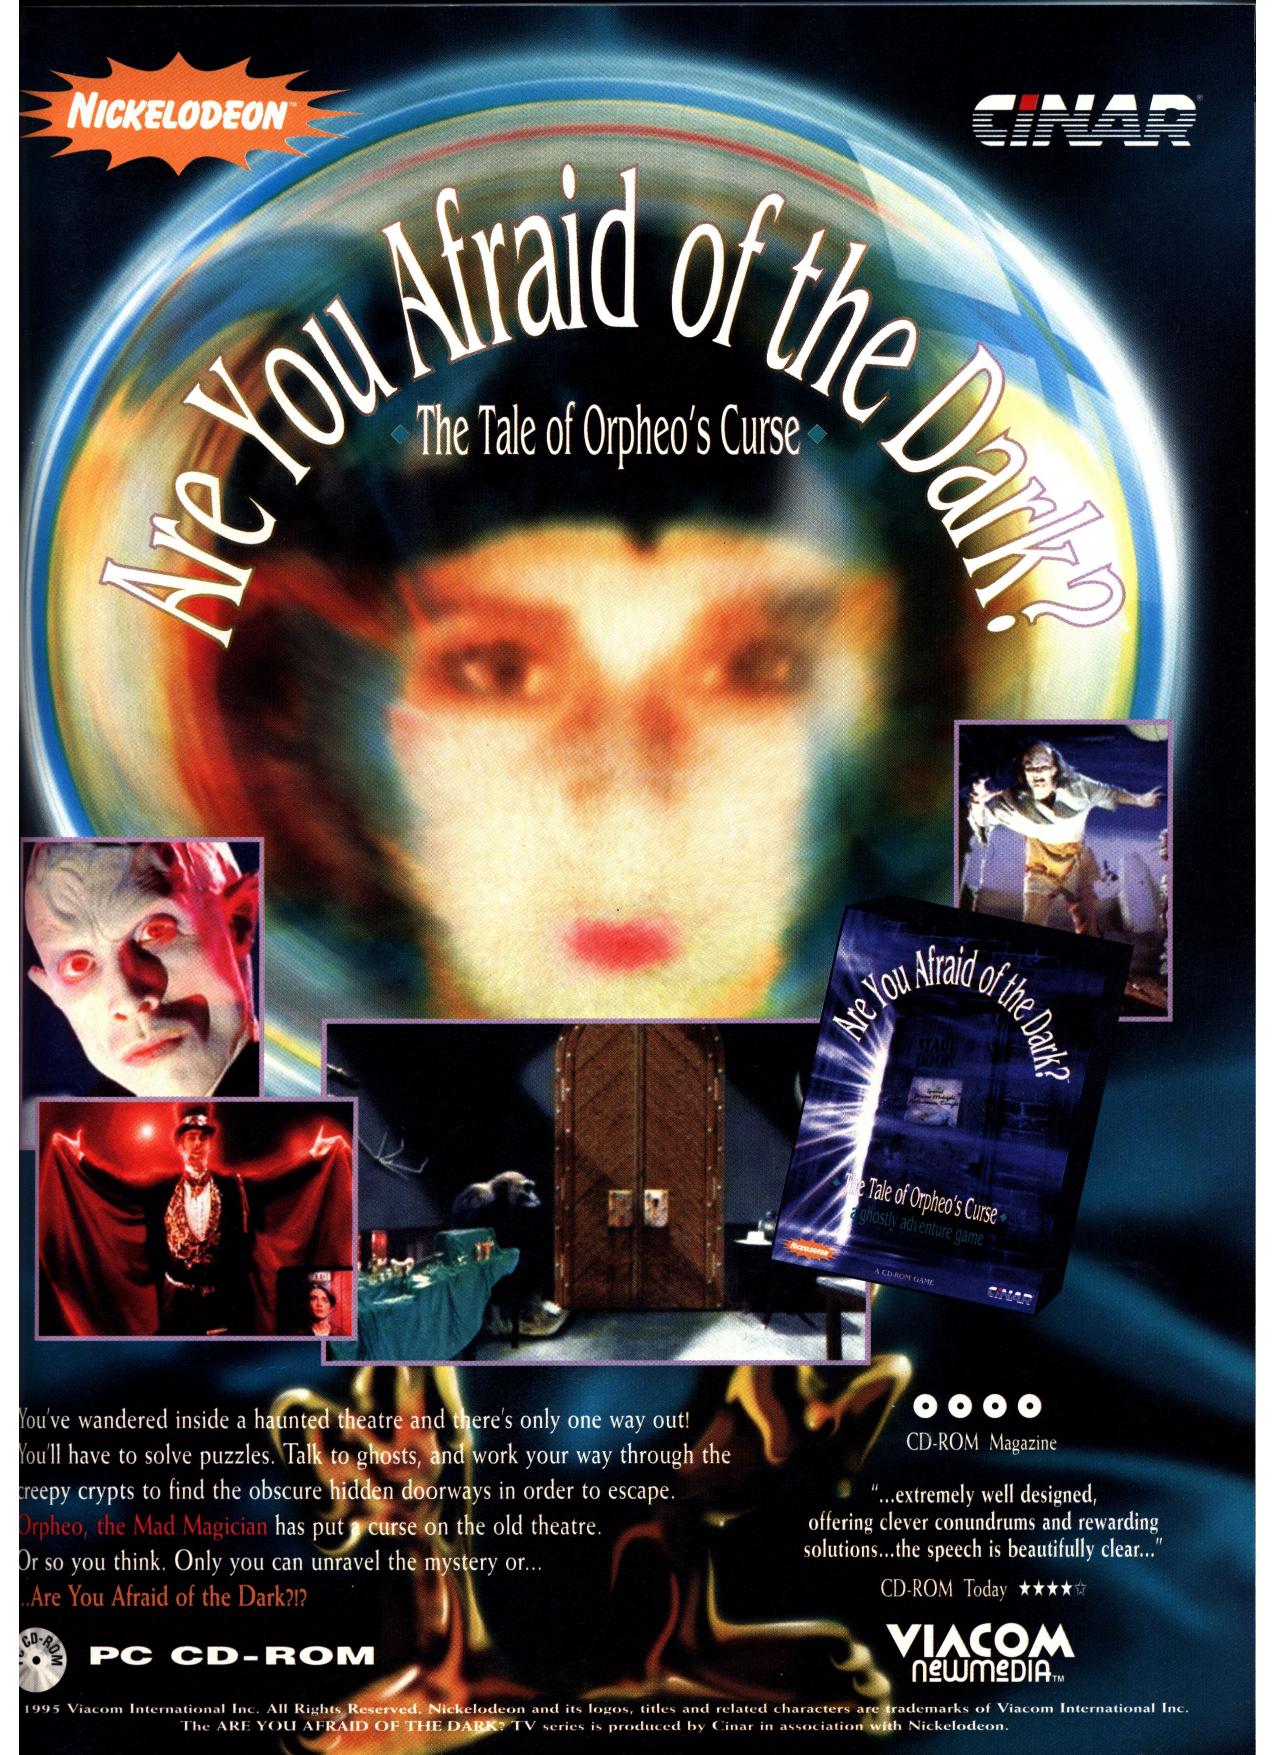 NICKELODEON™
CINAR®
Are You Afraid of the Dark?
The Tale of Orpheo's Curse
Are You Afraid of the Dark?
STAGE
DOOR
The Tale of Orpheo's Curse
a ghostly adventure game
NICKELODEON
A CD-ROM GAME
CINAR
You've wandered inside a haunted theatre and there's only one way out!
You'll have to solve puzzles. Talk to ghosts, and work your way through the
creepy crypts to find the obscure hidden doorways in order to escape.
Orpheo, the Mad Magician has put a curse on the old theatre.
Or so you think. Only you can unravel the mystery or...
..Are You Afraid of the Dark?!?
CD-ROM Magazine
"...extremely well designed,
offering clever conundrums and rewarding
solutions...the speech is beautifully clear..."
CD-ROM Today ★★★★☆
CD-ROM
PC CD-ROM
VIACOM
NEWMEDIA™
1995 Viacom International Inc. All Rights Reserved. Nickelodeon and its logos, titles and related characters are trademarks of Viacom International Inc.
The ARE YOU AFRAID OF THE DARK? TV series is produced by Cinar in association with Nickelodeon.